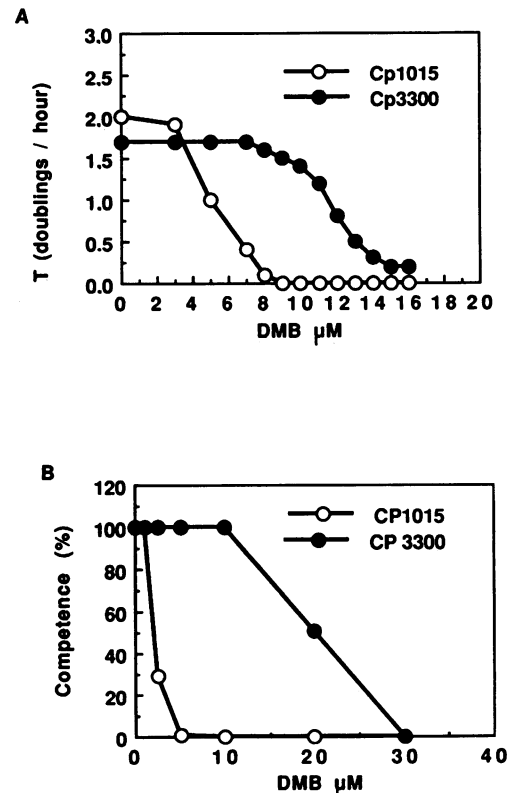 A
3.0
2.5
2.0
1.5
1.0
0.5
0.0
T (doublings / hour)
Cp1015
Cp3300
0 2 4 6 8 10 12 14 16 18 20
DMB µM
B
120
100
80
60
40
20
0
Competence (%)
CP1015
CP 3300
0 10 20 30 40
DMB µM